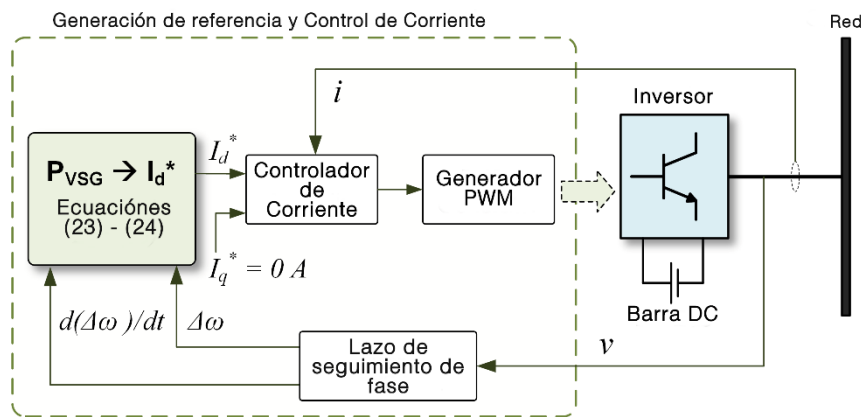 Generación de referencia y Control de Corriente
Red
i
Inversor
P_VSG → I_d*
Ecuaciónes
(23) - (24)
I_d*
Controlador
de
Corriente
Generador
PWM
I_q* = 0 A
Barra DC
d(Δω)/dt
Δω
Lazo de
seguimiento de
fase
v